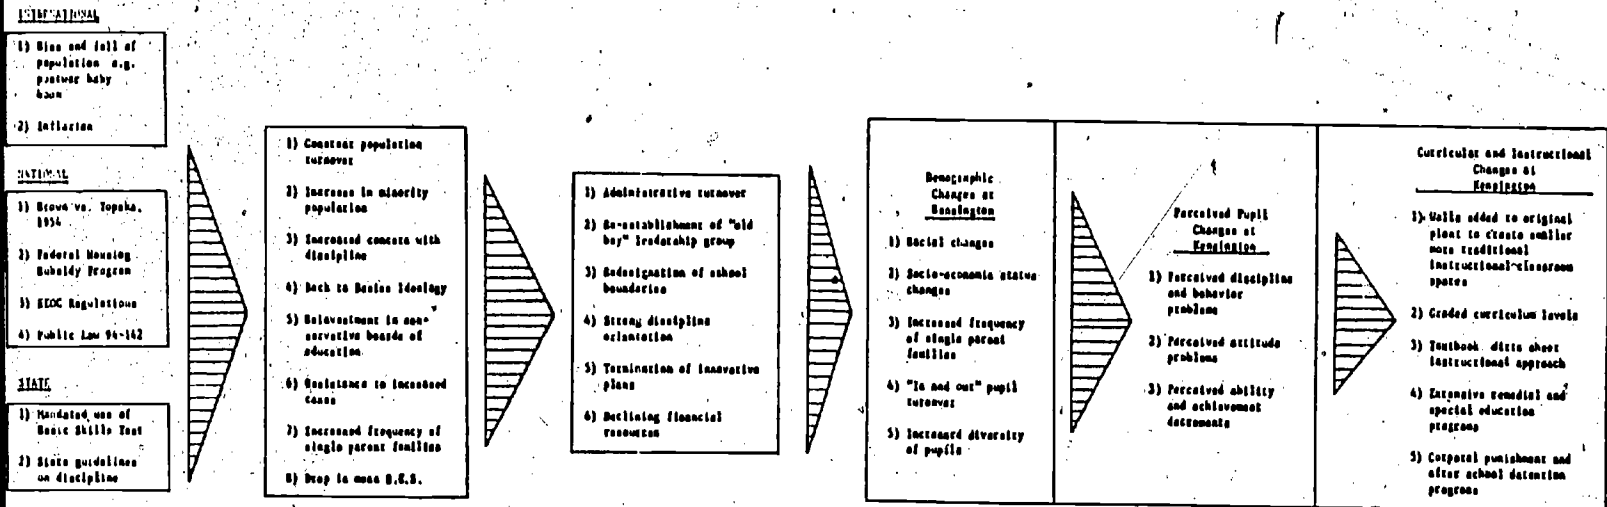 INTERNATIONAL
1) Rise and fall of
population e.g.
postwar baby
boom
2) Inflation
NATIONAL
1) Brown vs. Topeka,
1954
2) Federal Housing
Subsidy Program
3) EEOC Regulations
4) Public Law 94-142
STATE
1) Mandated use of
Basic Skills Test
2) State guidelines
on discipline
1) Constant population
turnover
2) Increase in minority
population
3) Increased concern with
discipline
4) Back to Basics Ideology
5) in
boards of
education
6) Resistance to increased
taxes
7) Increased frequency of
single parent families
8) Drop in mean
1) Administrative turnover
2) Re-establishment of "old
boy" leadership group
3) Redesignation of school
boundaries
4) Strong discipline
orientation
5) Termination of innovative
plans
6) Declining financial
resources
Demographic
Changes at
Kensington
1) Racial changes
2) Socio-economic status
changes
3) Increased frequency
of single parent
families
4) "In and out" pupil
turnover
5) Increased diversity
of pupils
Perceived Pupil
Changes at
Kensington
1) Perceived discipline
and behavior
problems
2) Perceived attitude
problems
3) Perceived ability
and achievement
decrements
Curricular and Instructional
Changes at
Kensington
1) Walls added to original
plant to create smaller
more traditional
instructional-classroom
spaces
2) Graded curriculum levels
3) Textbook, ditto sheet
instructional approach
4) Extensive remedial and
special education
programs
5) Corporal punishment and
after school detention
programs